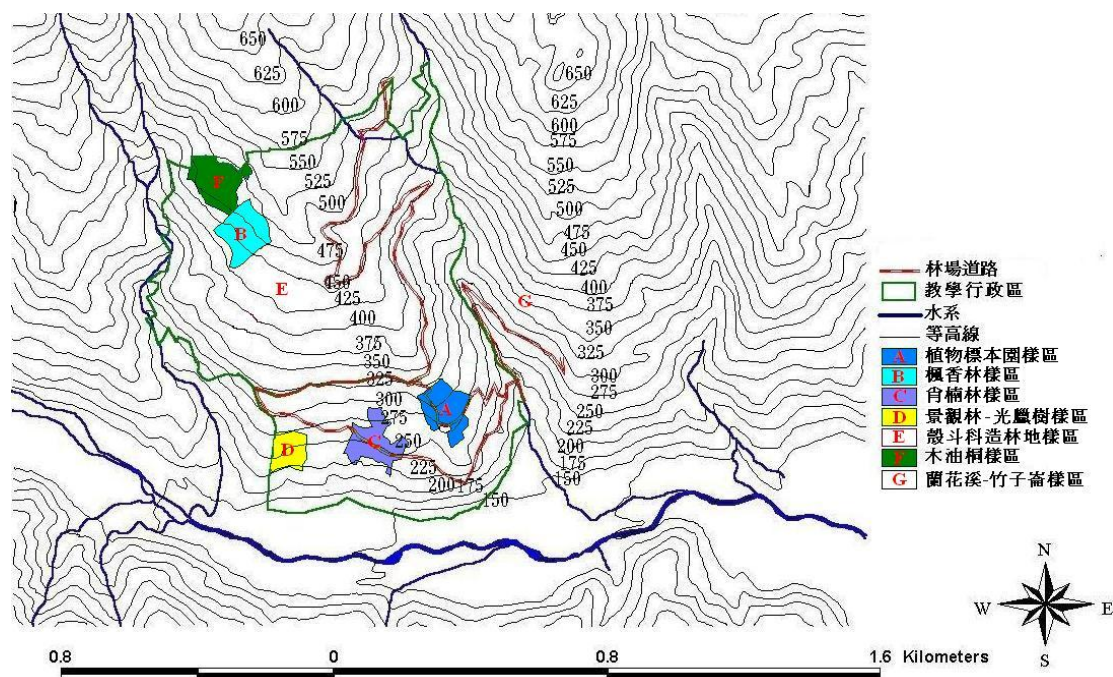 650
625
600
575
550
525
500
475
450
425
400
375
350
325
300
275
250
225
200
175
150
650
625
600
575
550
525
500
475
450
425
400
375
350
325
300
275
250
225
200
175
150
F
B
E
G
A
C
D
林場道路
教學行政區
水系
等高線
A 植物標本園樣區
B 楓香林樣區
C 肖楠林樣區
D 景觀林-光臘樹樣區
E 殼斗科造林地樣區
F 木油桐樣區
G 蘭花溪-竹子崙樣區
N
W E
S
0.8 0 0.8 1.6 Kilometers